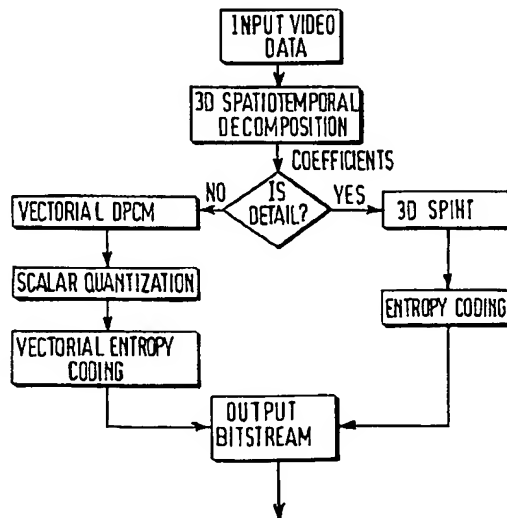 INPUT VIDEO
DATA
3D SPATIOTEMPORAL
DECOMPOSITION
COEFFICIENTS
NO
IS
DETAIL?
YES
VECTORIAL DPCM
3D SPIHT
SCALAR QUANTIZATION
ENTROPY CODING
VECTORIAL ENTROPY
CODING
OUTPUT
BITSTREAM